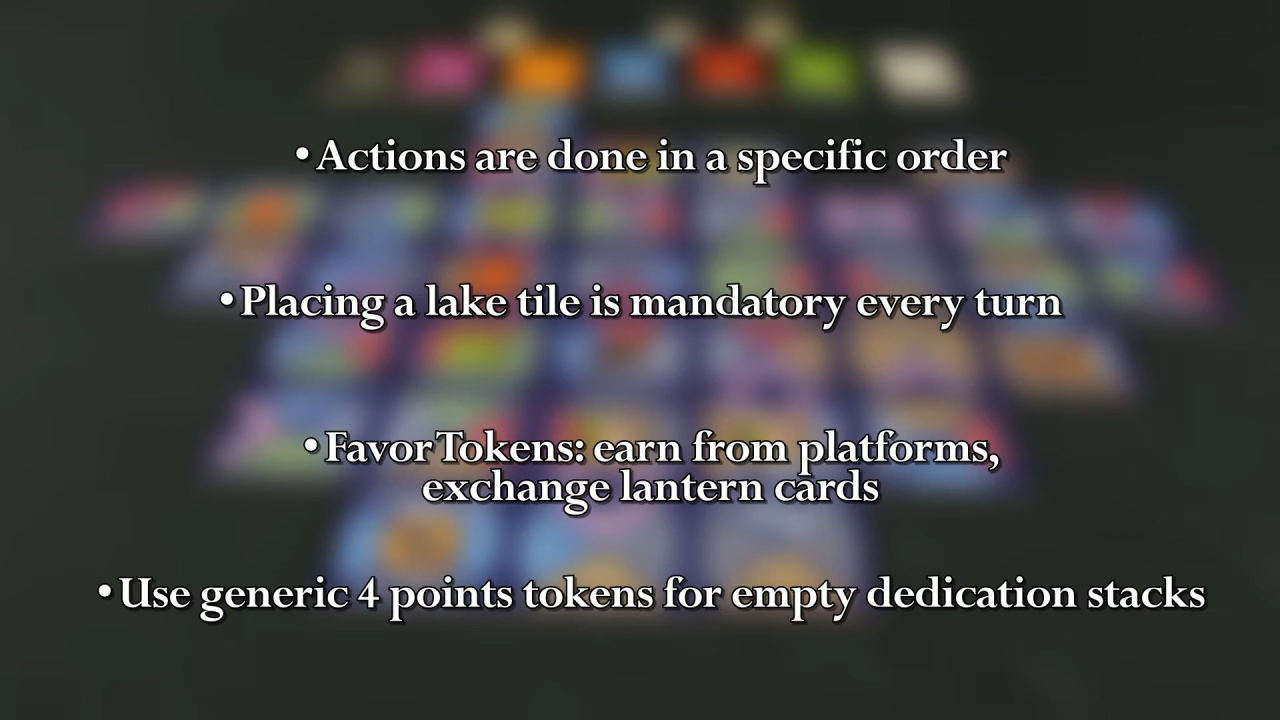 •Actions are done in a specific order
•Placing a lake tile is mandatory every turn
•Favor Tokens: earn from platforms,
exchange lantern cards
•Use generic 4 points tokens for empty dedication stacks